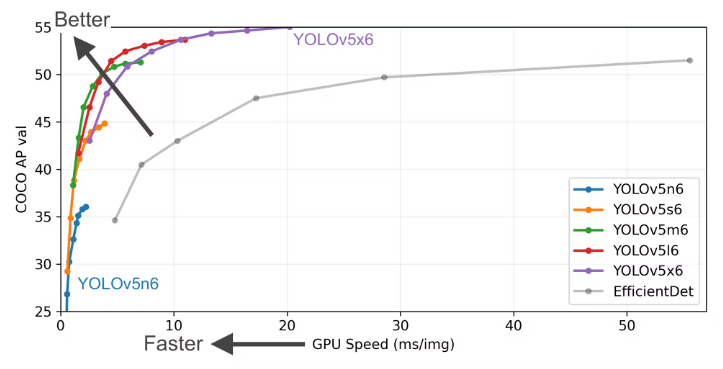 Better
55
YOLOv5x6
50
45
COCO AP val
40
35
30
25
YOLOv5n6
YOLOv5n6
YOLOv5s6
YOLOv5m6
YOLOv5l6
YOLOv5x6
EfficientDet
0 10 20 30 40 50
Faster GPU Speed (ms/img)